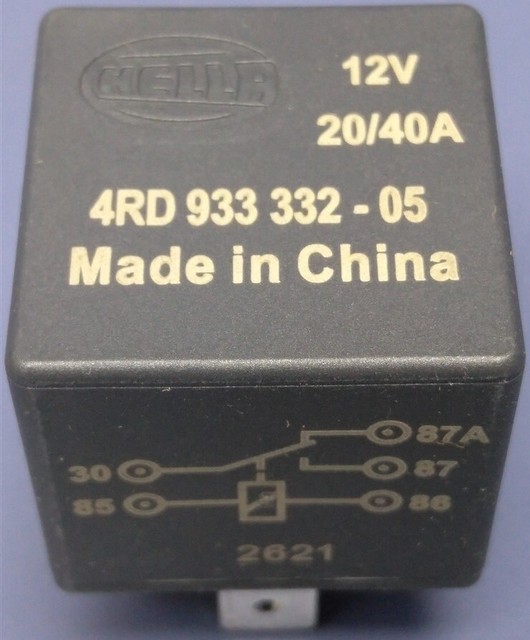 HELLA
12V
20/40A
4RD 933 332 - 05
Made in China
87A
30 87
85 86
2621